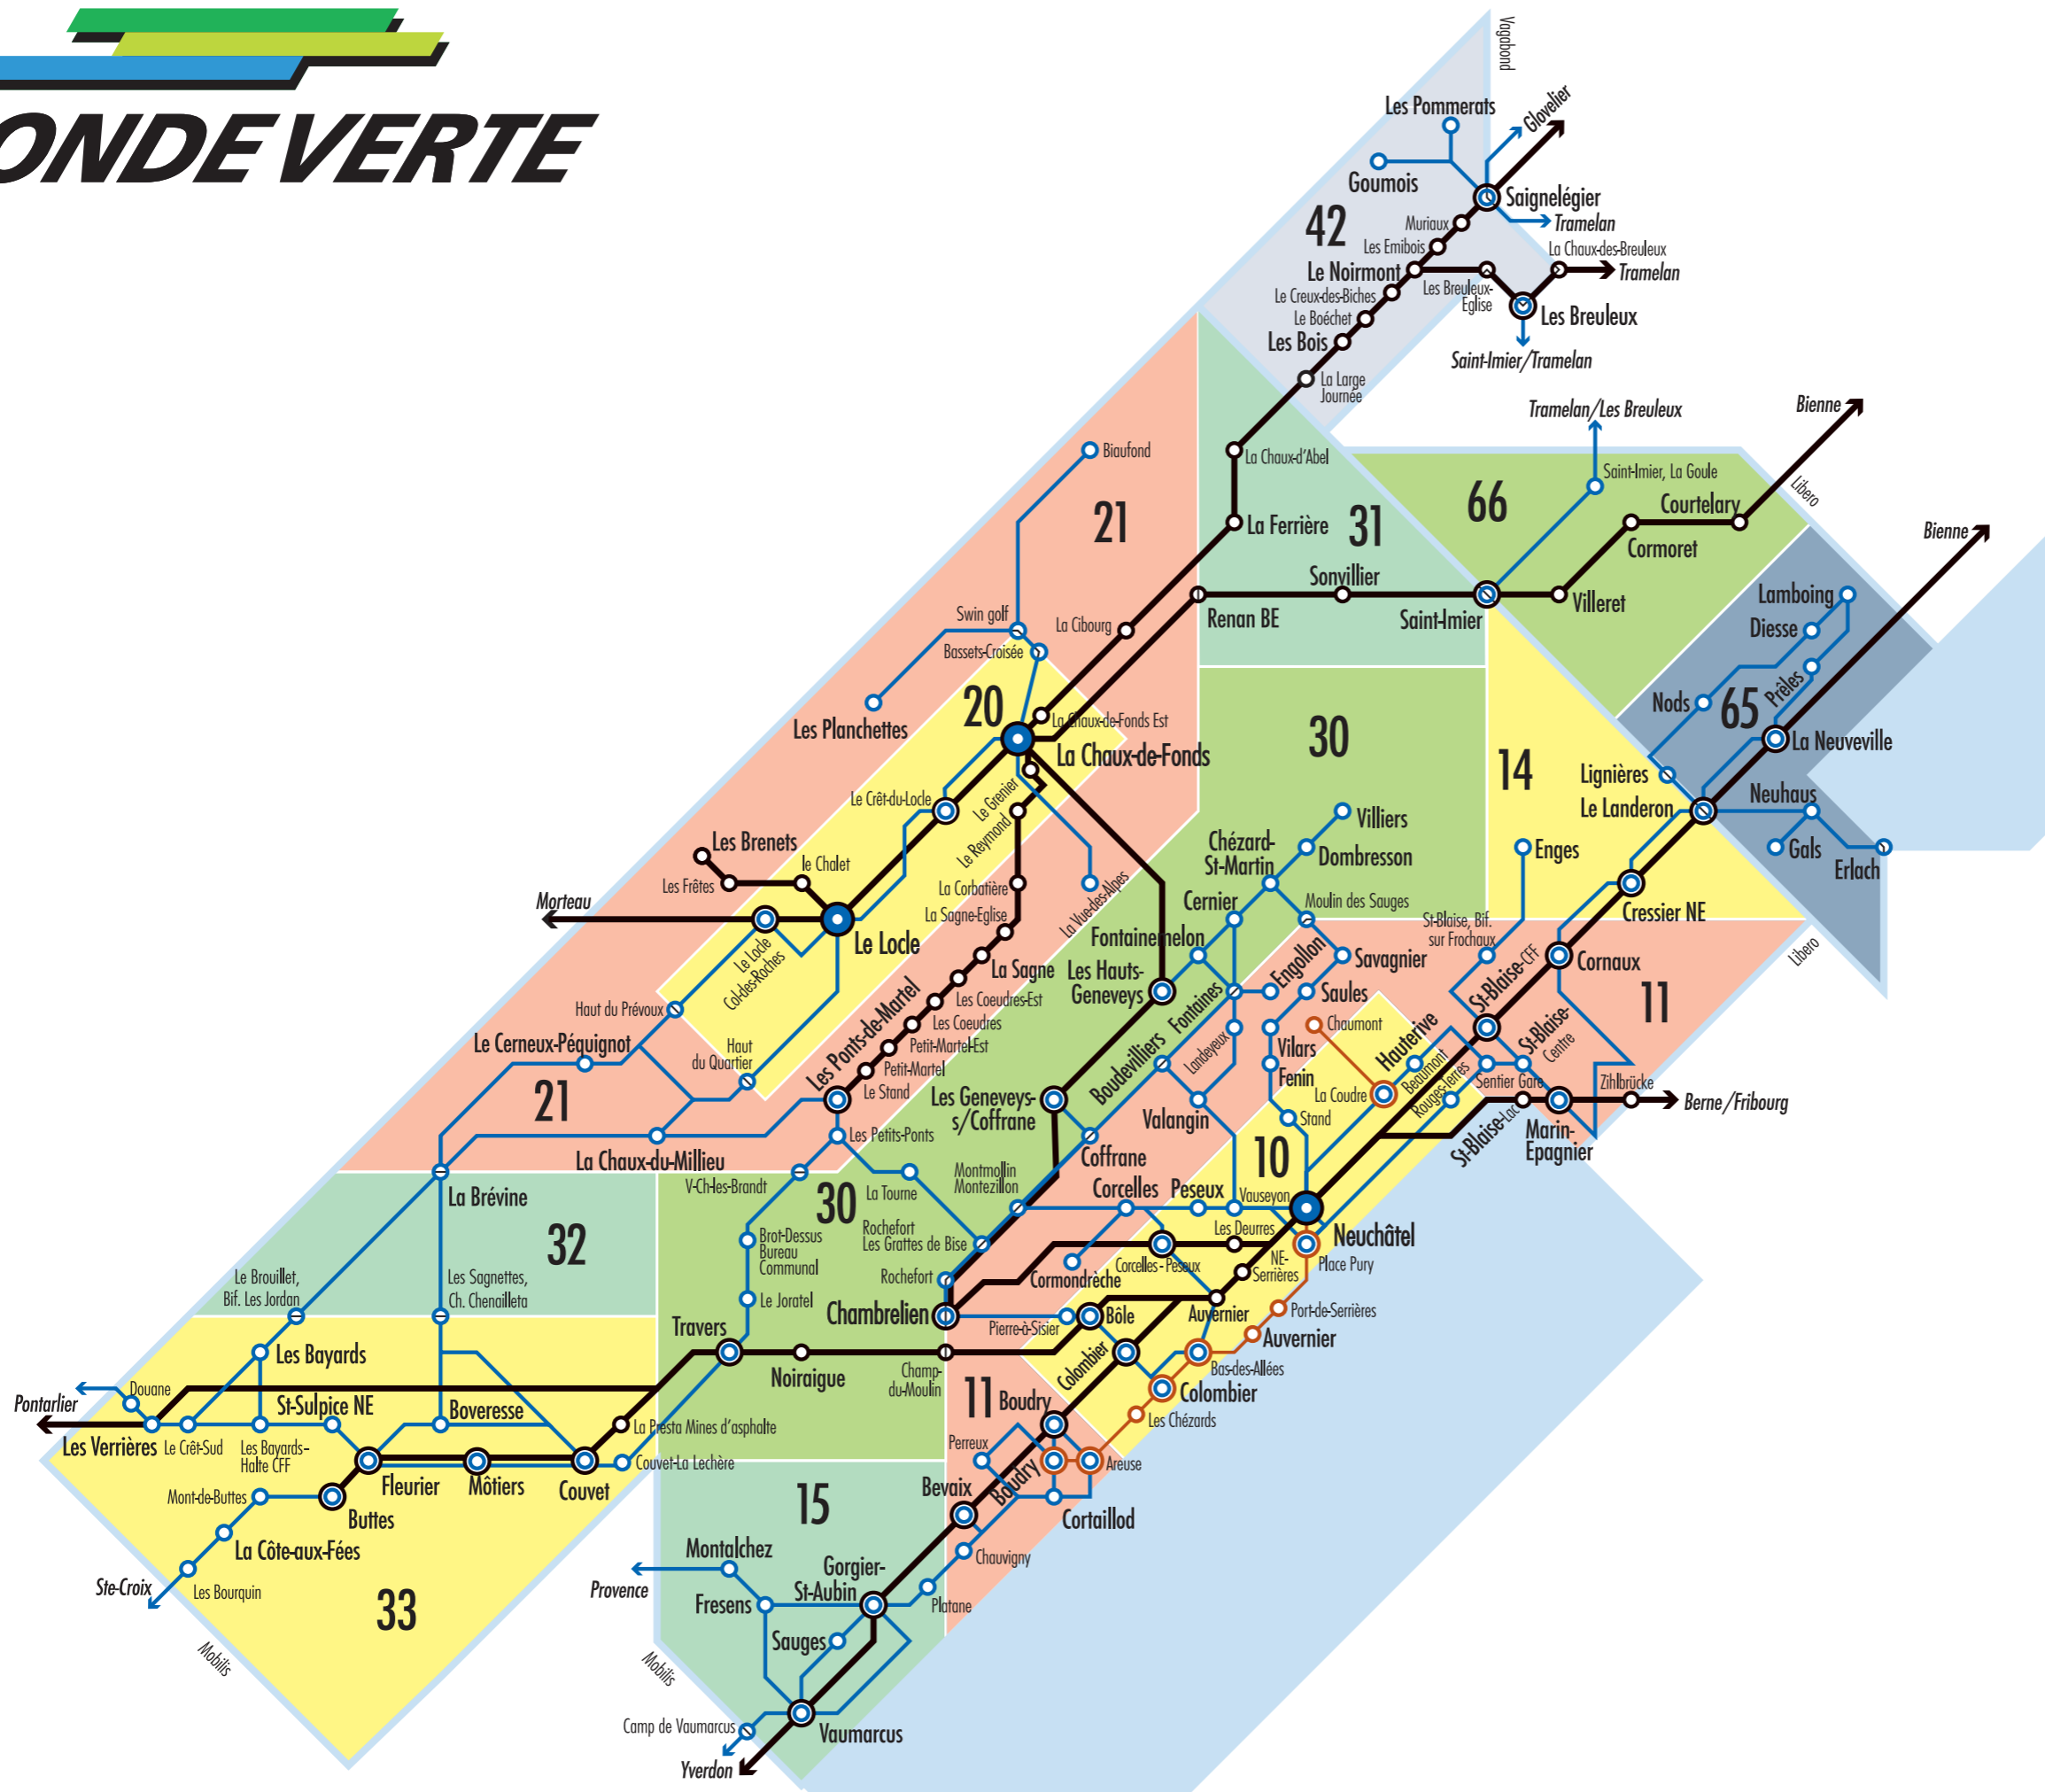 ONDEVERTE
Vagabond
Les Pommerats
Glovelier
Goumois
Saignelégier
42
Muriaux
Tramelan
Les Emibois
La Chaux-des-Breuleux
Le Noirmont
Tramelan
Le Creux-des-Biches
Les Breuleux-
Eglise
Le Boéchet
Les Breuleux
Les Bois
Saint-Imier/Tramelan
La Large
Journée
Tramelan/Les Breuleux
Bienne
Biaufond
La Chaux-d'Abel
Saint-Imier, La Goule
Libero
21
66
Courtelary
La Ferrière
31
Cormoret
Bienne
Sonvillier
Lamboing
Swin golf
La Cibourg
Renan BE
Saint-Imier
Villeret
Diesse
Bassets-Croisée
Prêles
20
Nods
65
Les Planchettes
La Chaux-de-Fonds Est
La Chaux-de-Fonds
30
La Neuveville
14
Lignières
Le Crêt-du-Locle
Le Grenier
Neuhaus
Le Landeron
Le Reymond
Villiers
Les Brenets
Chézard-
St-Martin
Dombresson
Enges
Gals
Erlach
le Chalet
Les Frêtes
La Corbatière
La Vue-des-Alpes
Morteau
Cernier
Moulin des Sauges
Cressier NE
La Sagne-Eglise
St-Blaise, Bif.
sur Frochaux
Le Locle
Fontainemelon
Libero
Le Locle
Col-des-Roches
La Sagne
Les Hauts-
Geneveys
Engollon
Savagnier
St-Blaise-CFF
Cornaux
Les Coeudres-Est
Fontaines
Saules
11
Haut du Prévoux
Les Coeudres
Chaumont
Hauterive
Le Cerneux-Péquignot
Petit-Martel-Est
Les Ponts-de-Martel
Haut
du Quartier
Petit-Martel
Boudevilliers
Landeyeux
Vilars
St-Blaise-
Centre
Beaumont
Le Stand
Fenin
Rouges-Terres
Sentier Gare
Zihlbrücke
21
Les Geneveys-
s/Coffrane
La Coudre
Berne/Fribourg
Valangin
Stand
St-Blaise-Lac
Marin-
Epagnier
Les Petits-Ponts
La Chaux-du-Millieu
Coffrane
10
V-Ch-les-Brandt
La Tourne
Montmollin
Montezillon
Corcelles
Peseux
Vauseyon
La Brévine
30
Neuchâtel
Les Deurres
32
Brot-Dessus
Bureau
Communal
Rochefort
Les Grattes de Bise
NE-
Serrières
Place Pury
Corcelles - Peseux
Le Brouillet,
Bif. Les Jordan
Les Sagnettes,
Ch. Chenailleta
Rochefort
Cormondrèche
Le Joratel
Chambrelien
Auvernier
Port-de-Serrières
Travers
Pierre-à-Sisier
Bôle
Auvernier
Les Bayards
Noiraigue
Champ-
du-Moulin
Colombier
Bas-des-Allées
Douane
11
Boudry
Colombier
Pontarlier
St-Sulpice NE
Boveresse
Les Chézards
Les Verrières
Le Crêt-Sud
Les Bayards-
Halte CFF
La Presta Mines d'asphalte
Perreux
Couvet-La Lechère
Areuse
Fleurier
Môtiers
Couvet
Boudry
Mont-de-Buttes
Bevaix
Buttes
15
Cortaillod
La Côte-aux-Fées
Montalchez
Chauvigny
Gorgier-
St-Aubin
Ste-Croix
Les Bourquin
Provence
Fresens
Platane
33
Sauges
Mobilis
Mobilis
Camp de Vaumarcus
Vaumarcus
Yverdon